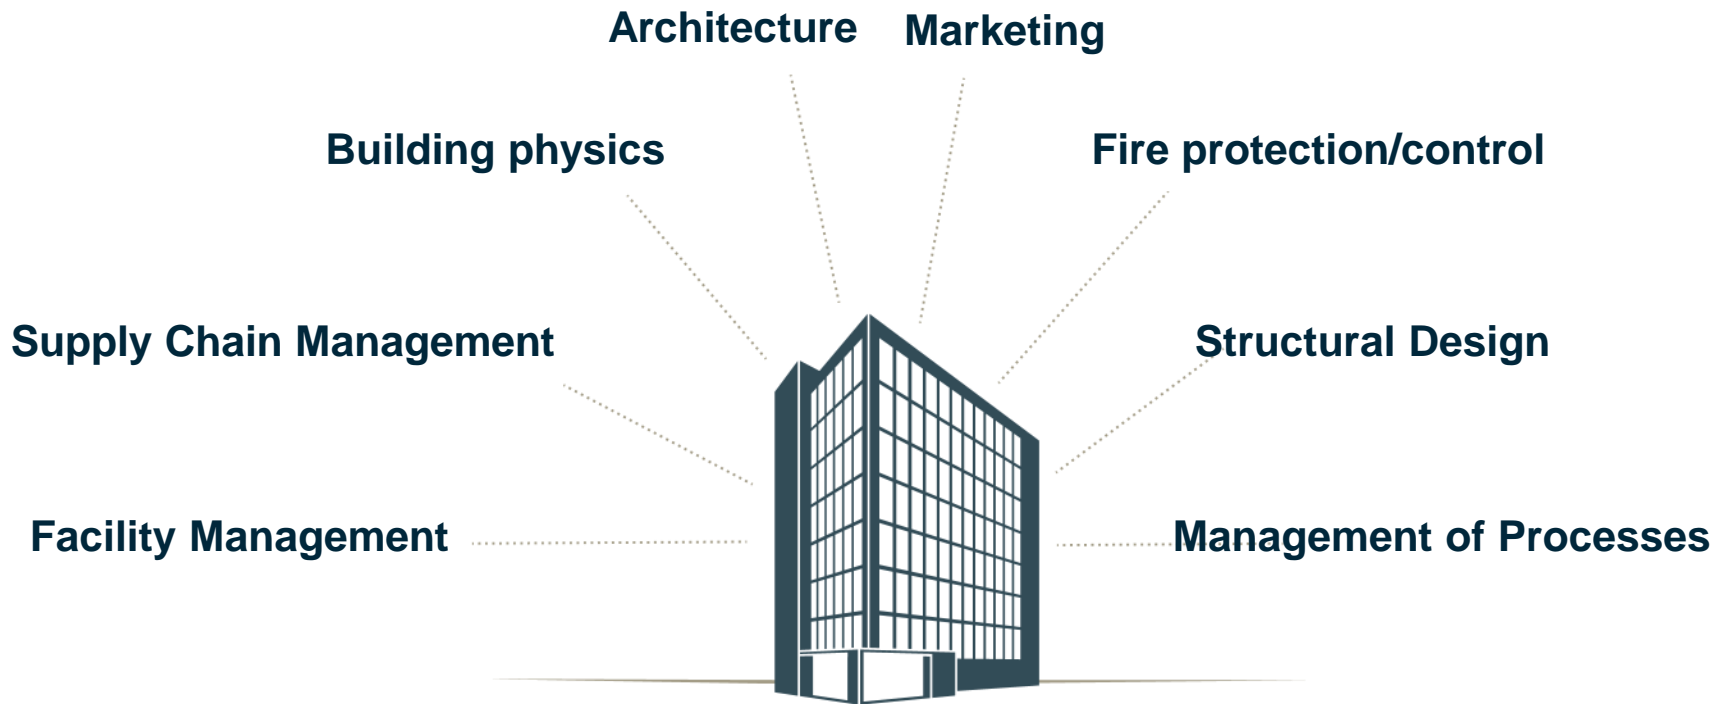 Architecture
Marketing
Building physics
Fire protection/control
Supply Chain Management
Structural Design
Facility Management
Management of Processes